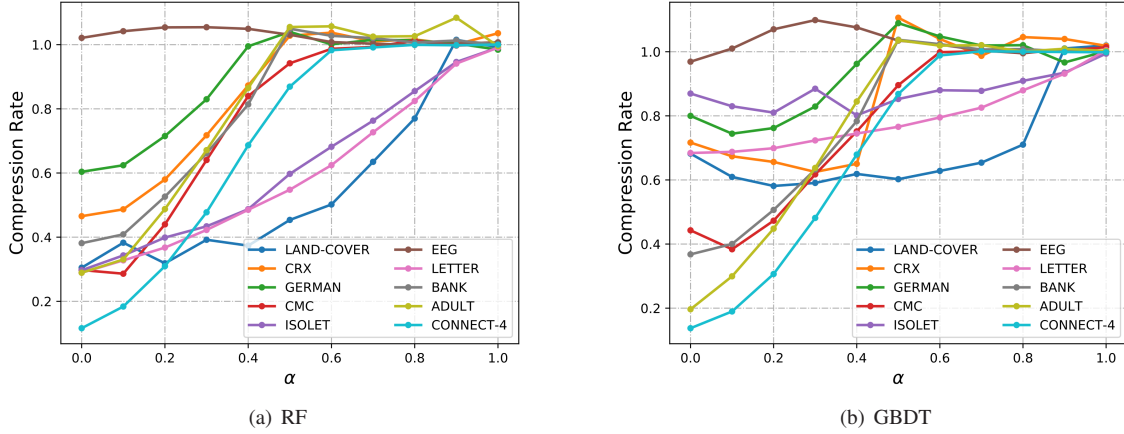 Compression Rate
1.0
0.8
0.6
0.4
0.2
0.0 0.2 0.4 0.6 0.8 1.0
α
LAND-COVER EEG
CRX LETTER
GERMAN BANK
CMC ADULT
ISOLET CONNECT-4
(a) RF
Compression Rate
1.0
0.8
0.6
0.4
0.2
0.0 0.2 0.4 0.6 0.8 1.0
α
LAND-COVER EEG
CRX LETTER
GERMAN BANK
CMC ADULT
ISOLET CONNECT-4
(b) GBDT